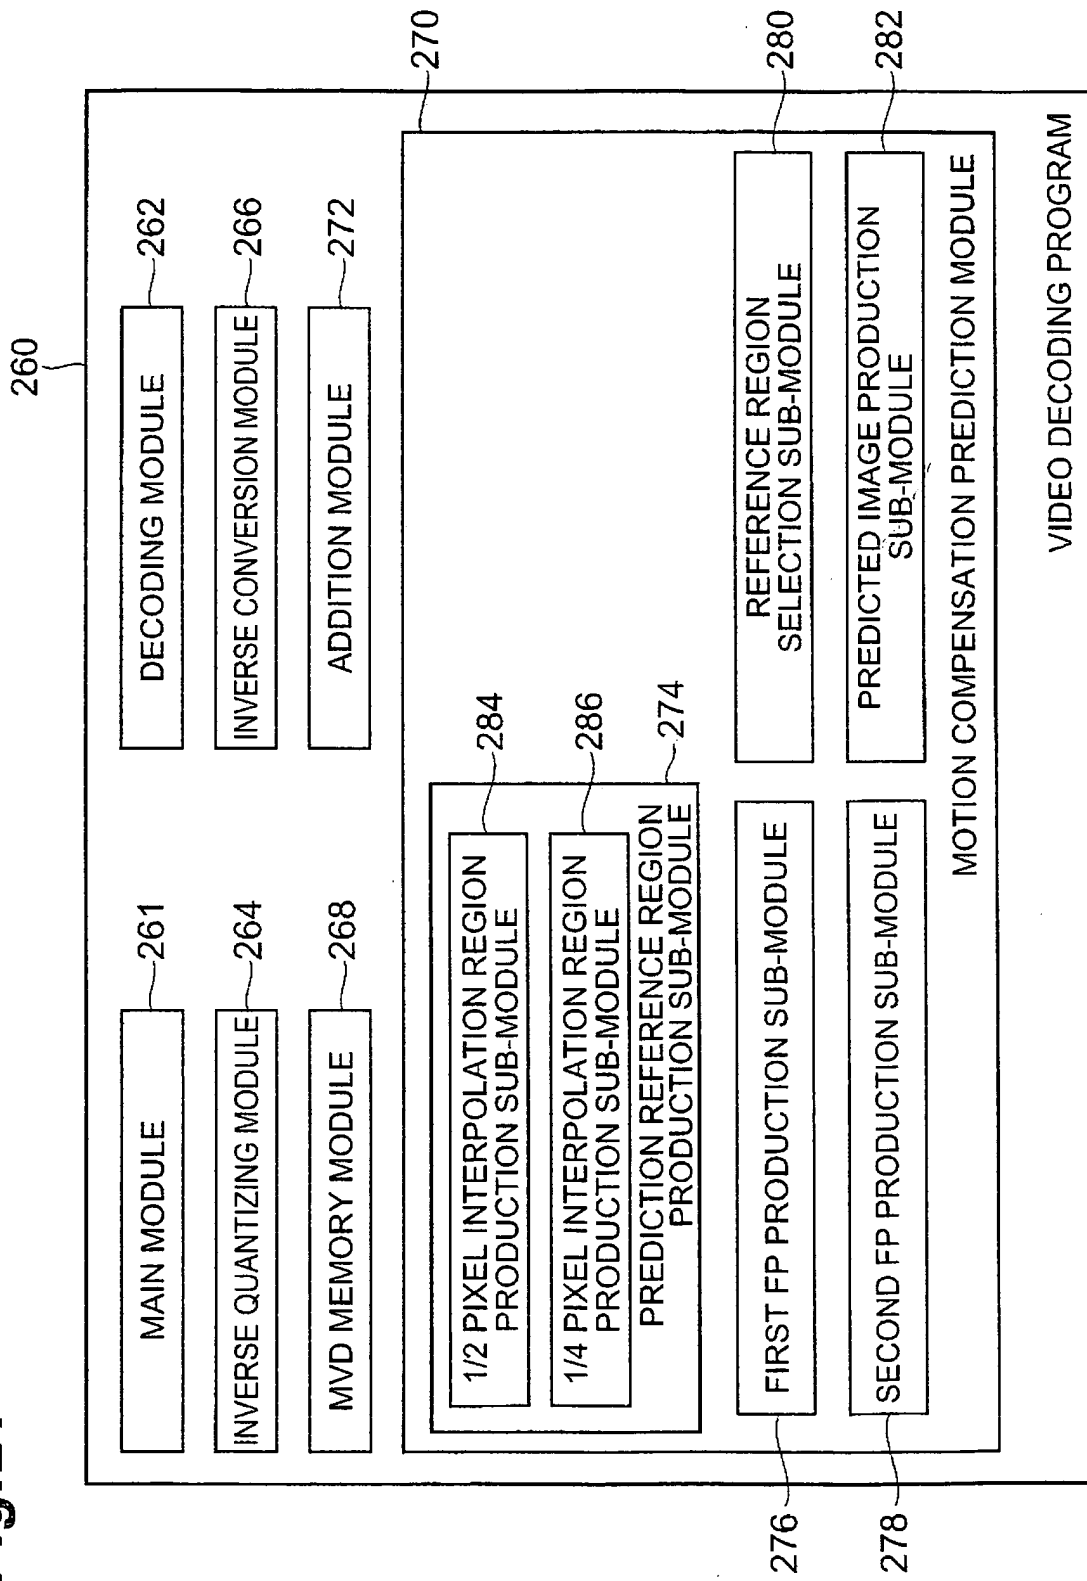 260
MAIN MODULE
261
DECODING MODULE
262
INVERSE QUANTIZING MODULE
264
INVERSE CONVERSION MODULE
266
MVD MEMORY MODULE
268
ADDITION MODULE
272
270
1/2 PIXEL INTERPOLATION REGION
PRODUCTION SUB-MODULE
284
1/4 PIXEL INTERPOLATION REGION
PRODUCTION SUB-MODULE
286
PREDICTION REFERENCE REGION
PRODUCTION SUB-MODULE
274
276
FIRST FP PRODUCTION SUB-MODULE
REFERENCE REGION
SELECTION SUB-MODULE
280
278
SECOND FP PRODUCTION SUB-MODULE
PREDICTED IMAGE PRODUCTION
SUB-MODULE
282
MOTION COMPENSATION PREDICTION MODULE
VIDEO DECODING PROGRAM